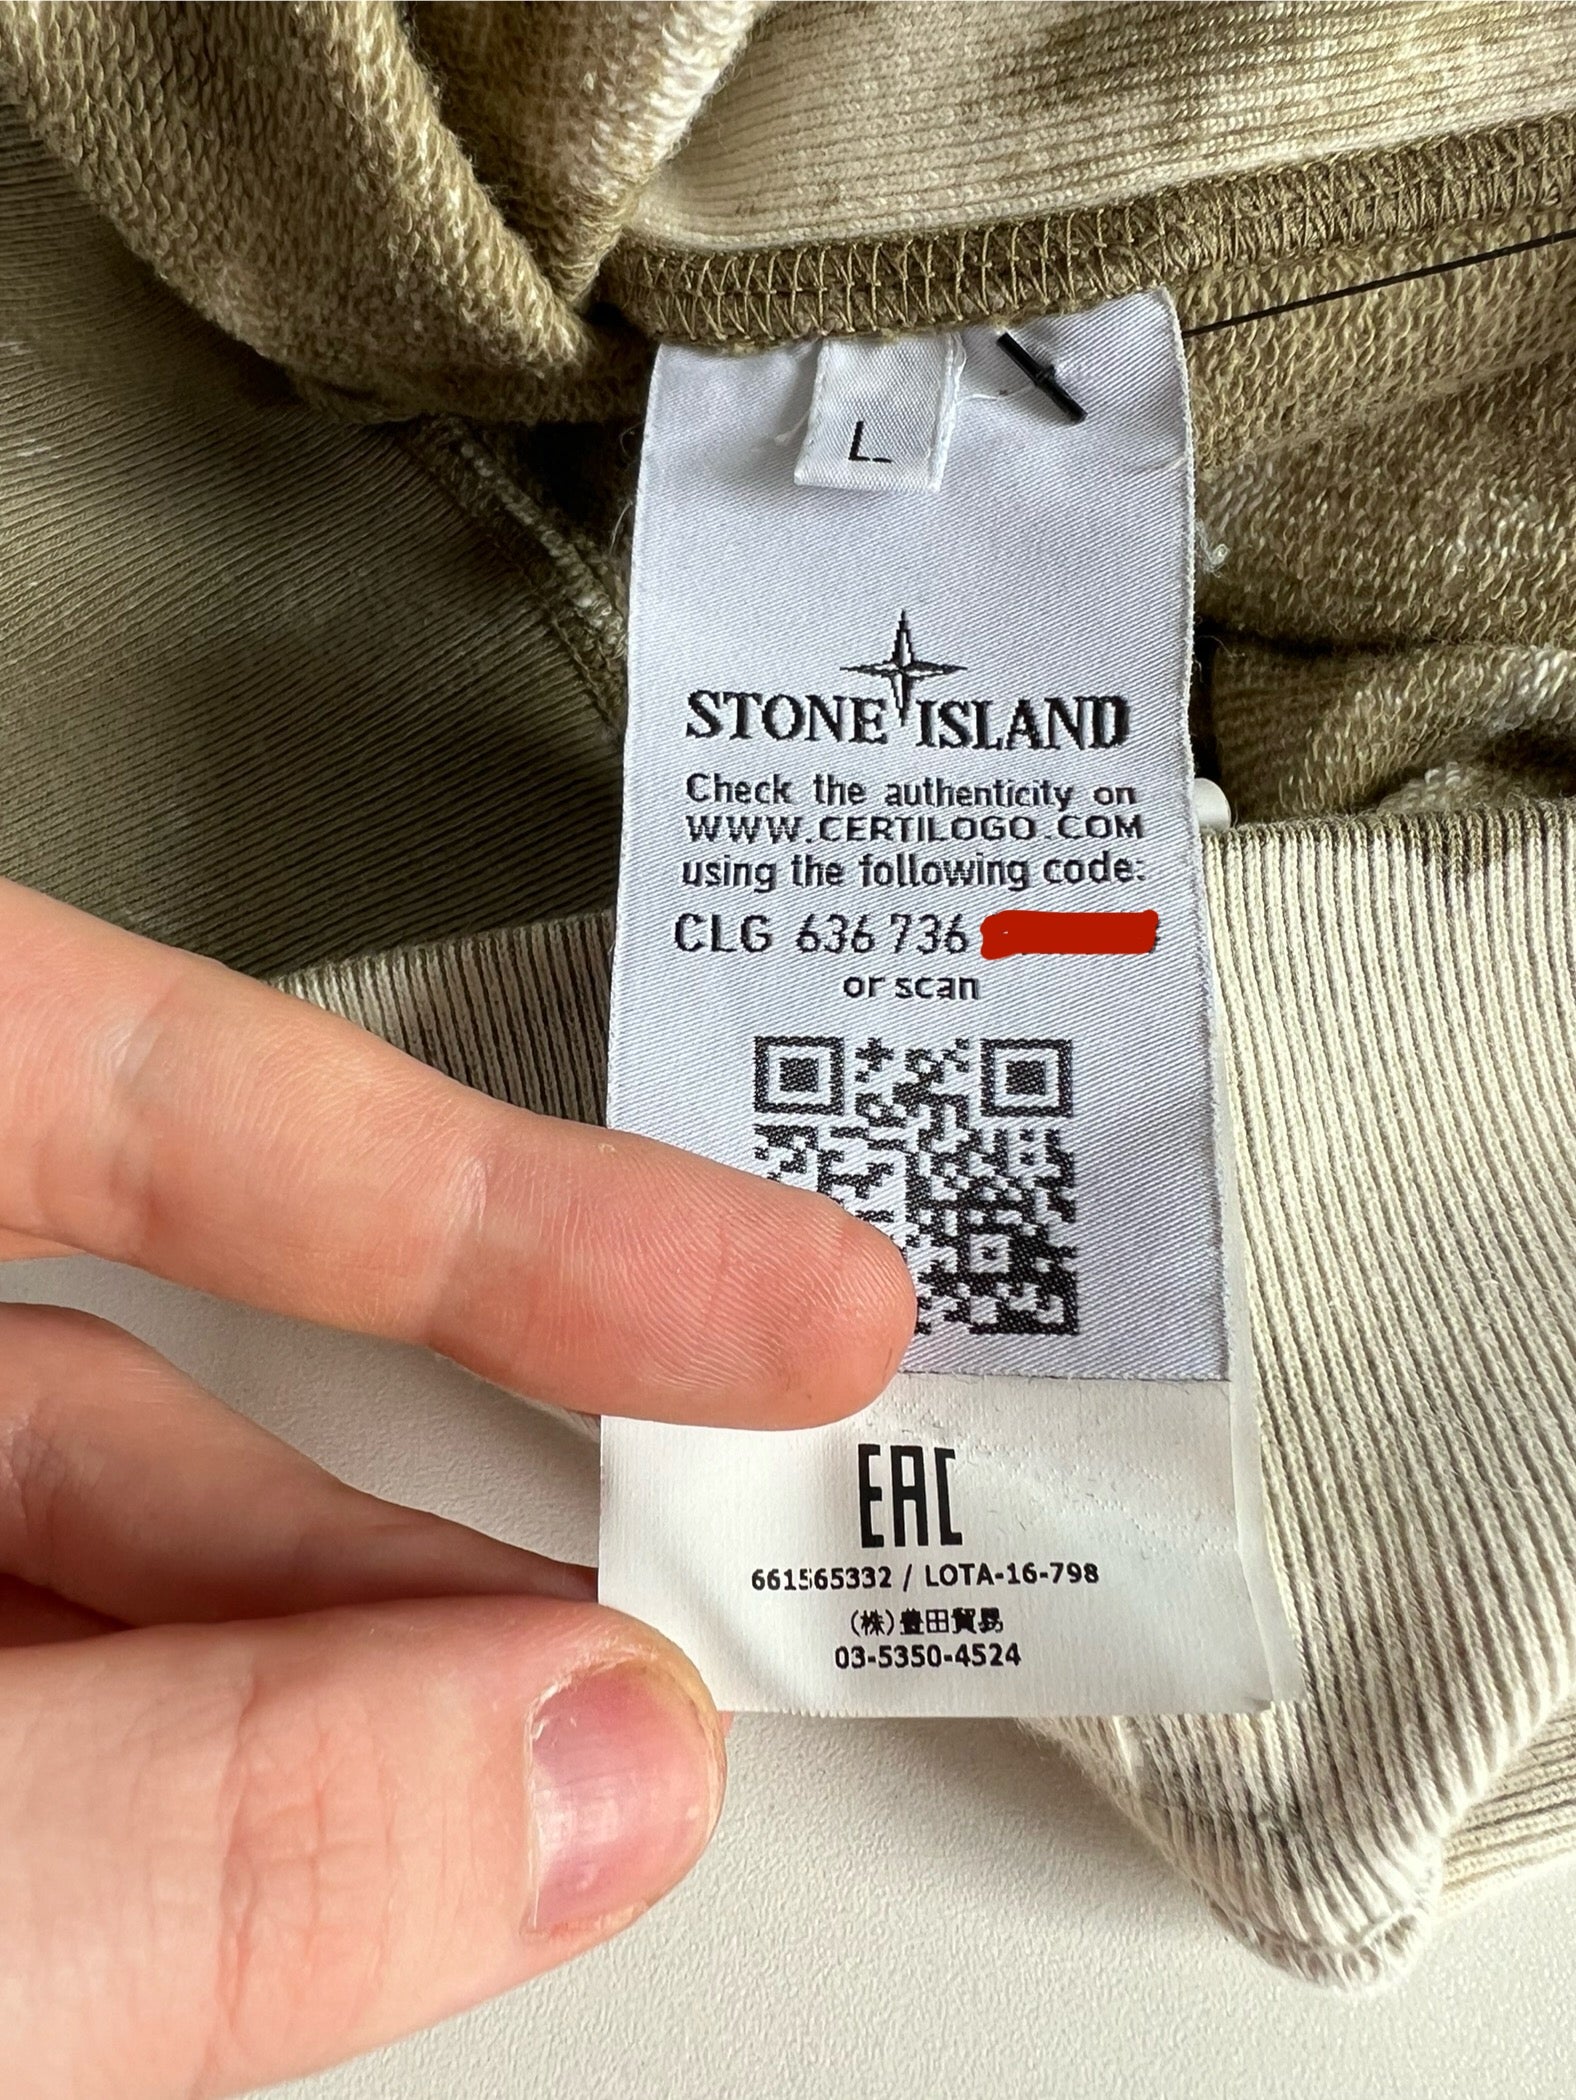 L
STONE ISLAND
Check the authenticity on
WWW.CERTILOGO.COM
using the following code:
CLG 636 736
or scan
EAC
661565332 / LOTA-16-798
(株)豊田貿易
03-5350-4524